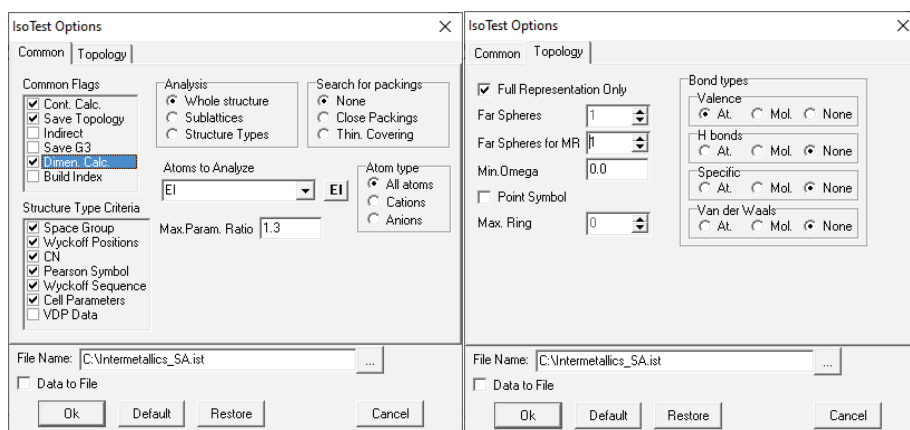 IsoTest Options
Common Topology
Common Flags
Cont. Calc.
Save Topology
Indirect
Save G3
Dimen. Calc.
Build Index
Analysis
Whole structure
Sublattices
Structure Types
Search for packings
None
Close Packings
Thin. Covering
Atoms to Analyze
El El
Atom type
All atoms
Cations
Anions
Max.Param. Ratio 1.3
Structure Type Criteria
Space Group
Wyckoff Positions
CN
Pearson Symbol
Wyckoff Sequence
Cell Parameters
VDP Data
File Name: C:\Intermetallics_SA.ist ...
Data to File
Ok Default Restore Cancel
IsoTest Options
Common Topology
Full Representation Only
Far Spheres 1
Far Spheres for MR 1
Min.Omega 0.0
Point Symbol
Max. Ring 0
Bond types
Valence
At. Mol. None
H bonds
At. Mol. None
Specific
At. Mol. None
Van der Waals
At. Mol. None
File Name: C:\Intermetallics_SA.ist ...
Data to File
Ok Default Restore Cancel